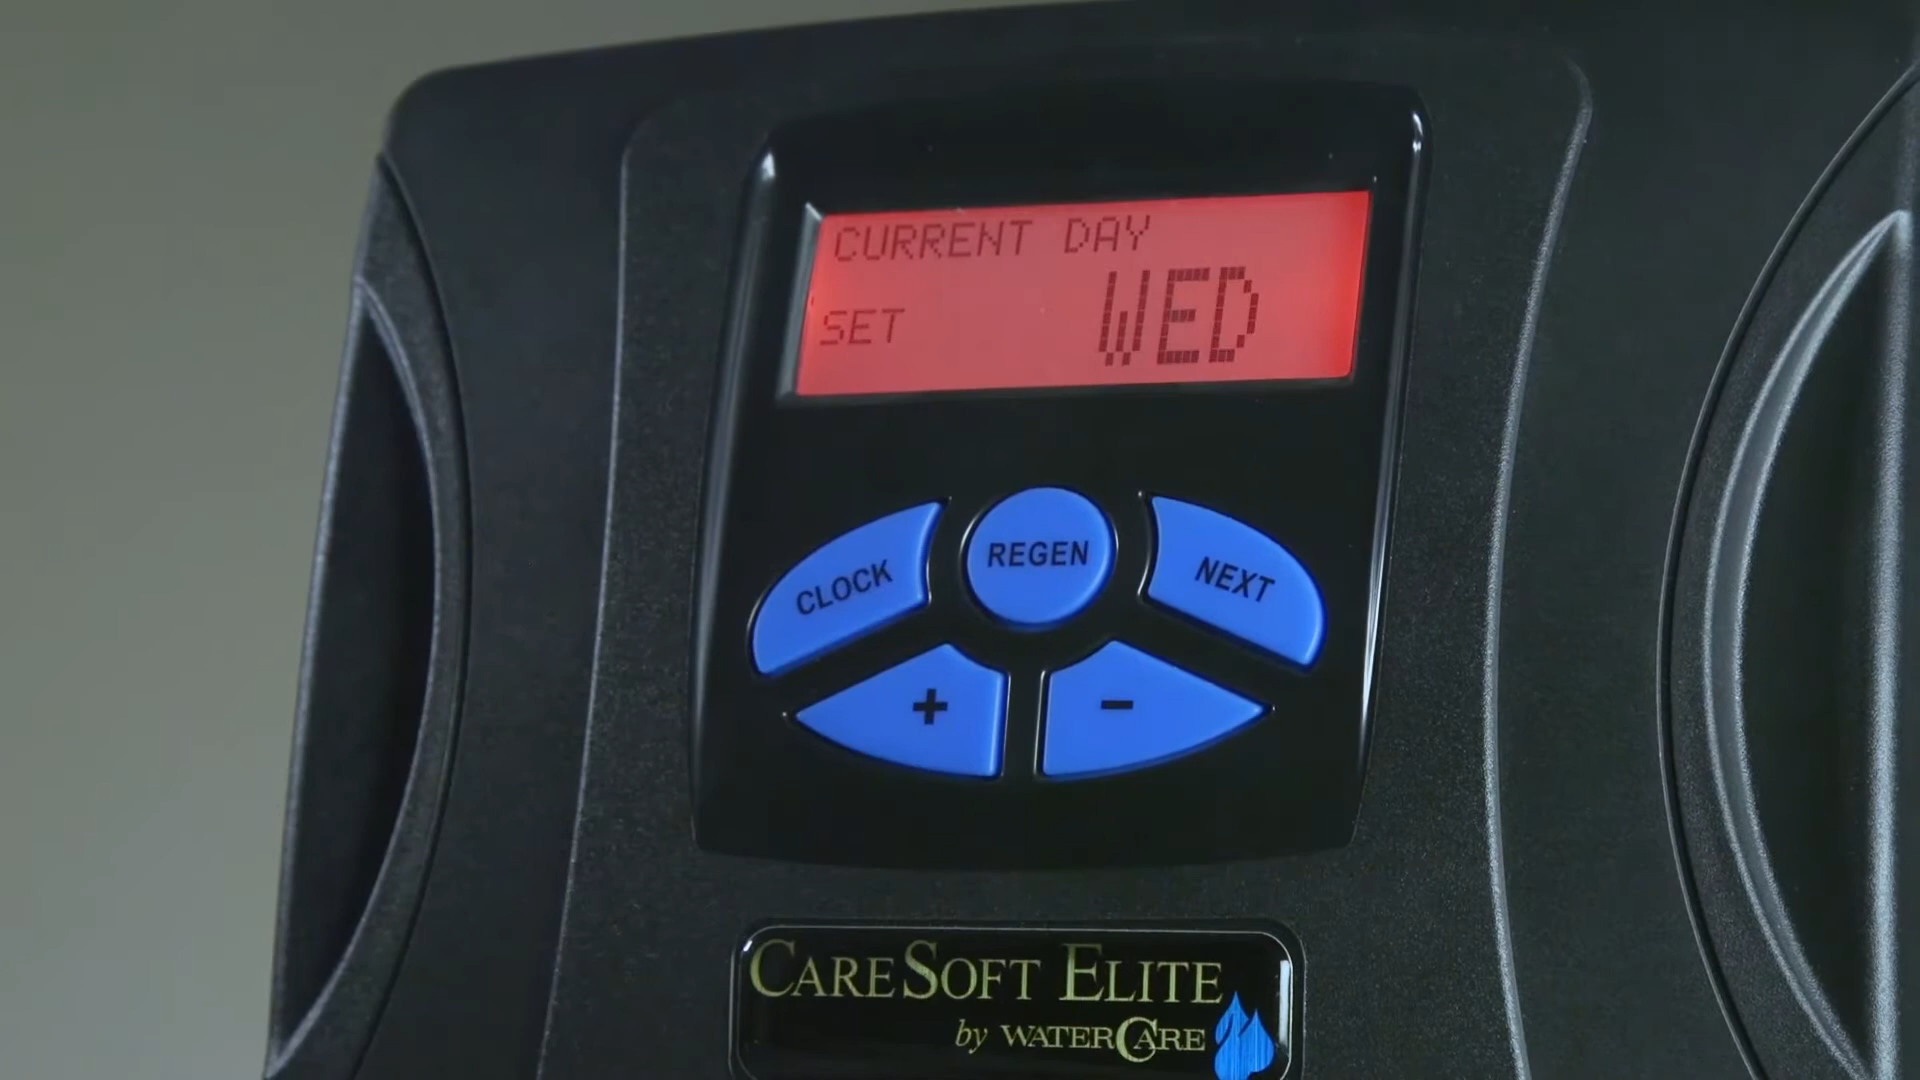 CURRENT DAY
SET WED
CLOCK REGEN NEXT
+ -
CARESOFT ELITE
by WATERCARE